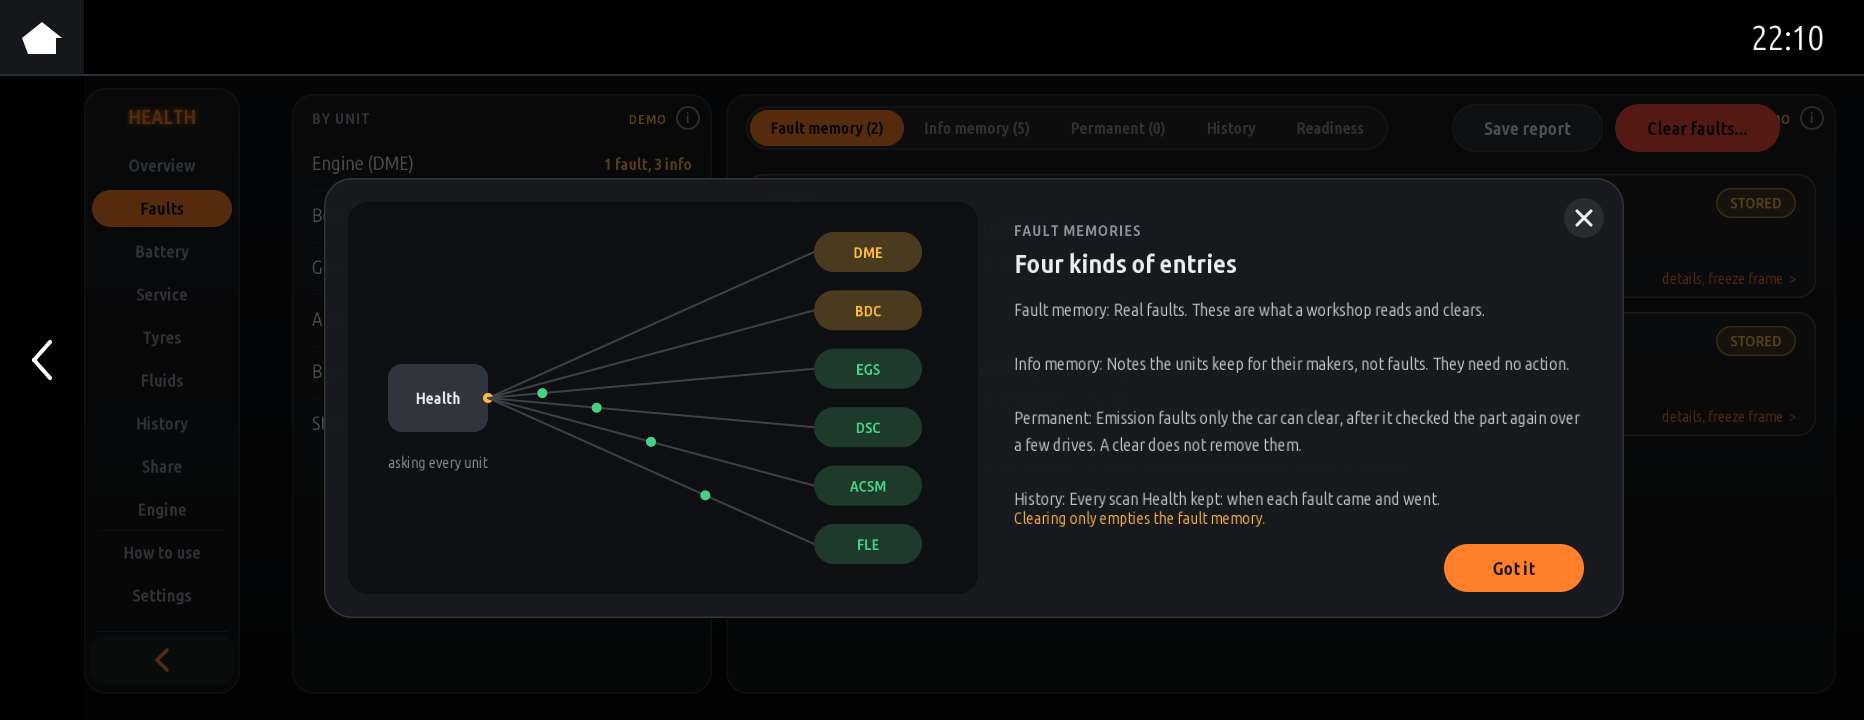 22:10
HEALTH
Overview
Faults
Battery
Service
Tyres
Fluids
History
Share
Engine
How to use
Settings
BY UNIT
DEMO
Engine (DME)
1 fault, 3 info
Fault memory (2)
Info memory (5)
Permanent (0)
History
Readiness
Save report
Clear faults...
STORED
details, freeze frame >
STORED
details, freeze frame >
Health
asking every unit
DME
BDC
EGS
DSC
ACSM
FLE
FAULT MEMORIES
Four kinds of entries
Fault memory: Real faults. These are what a workshop reads and clears.
Info memory: Notes the units keep for their makers, not faults. They need no action.
Permanent: Emission faults only the car can clear, after it checked the part again over
a few drives. A clear does not remove them.
History: Every scan Health kept: when each fault came and went.
Clearing only empties the fault memory.
Got it